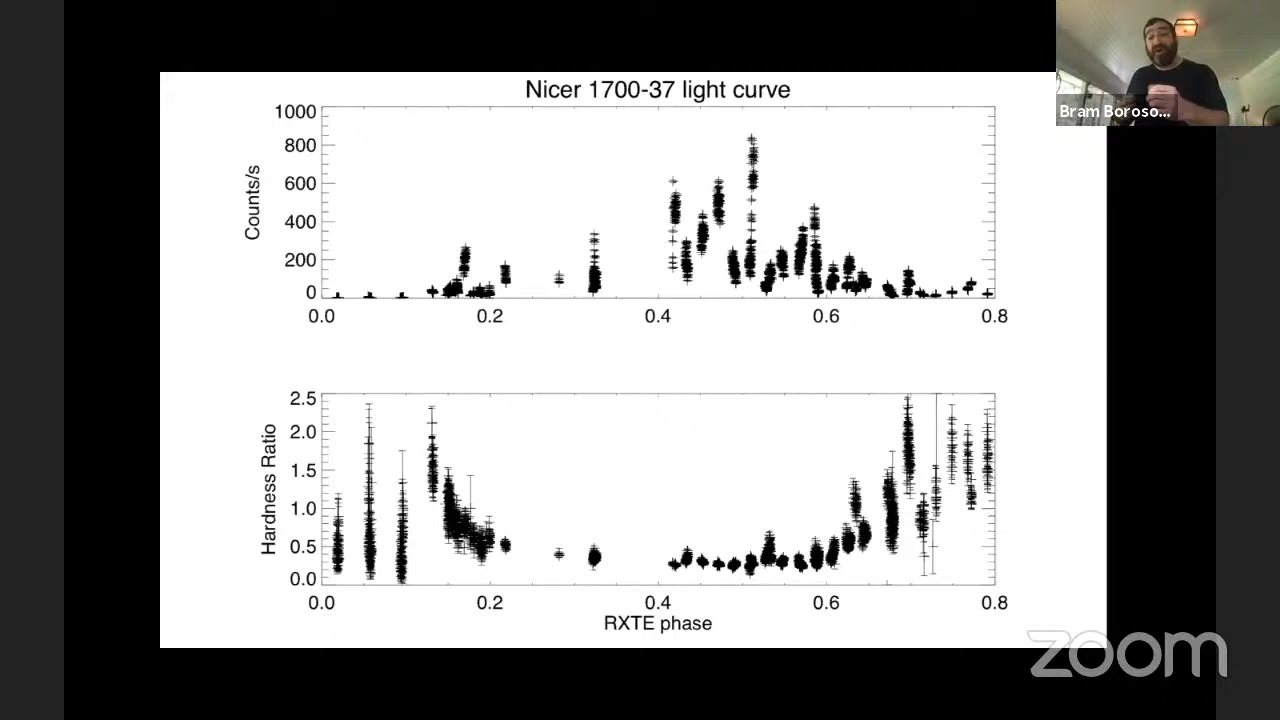 Nicer 1700-37 light curve
1000
800
600
400
200
0
Counts/s
0.0 0.2 0.4 0.6 0.8
2.5
2.0
1.5
1.0
0.5
0.0
Hardness Ratio
0.0 0.2 0.4 0.6 0.8
RXTE phase
Bram Boroso...
zoom